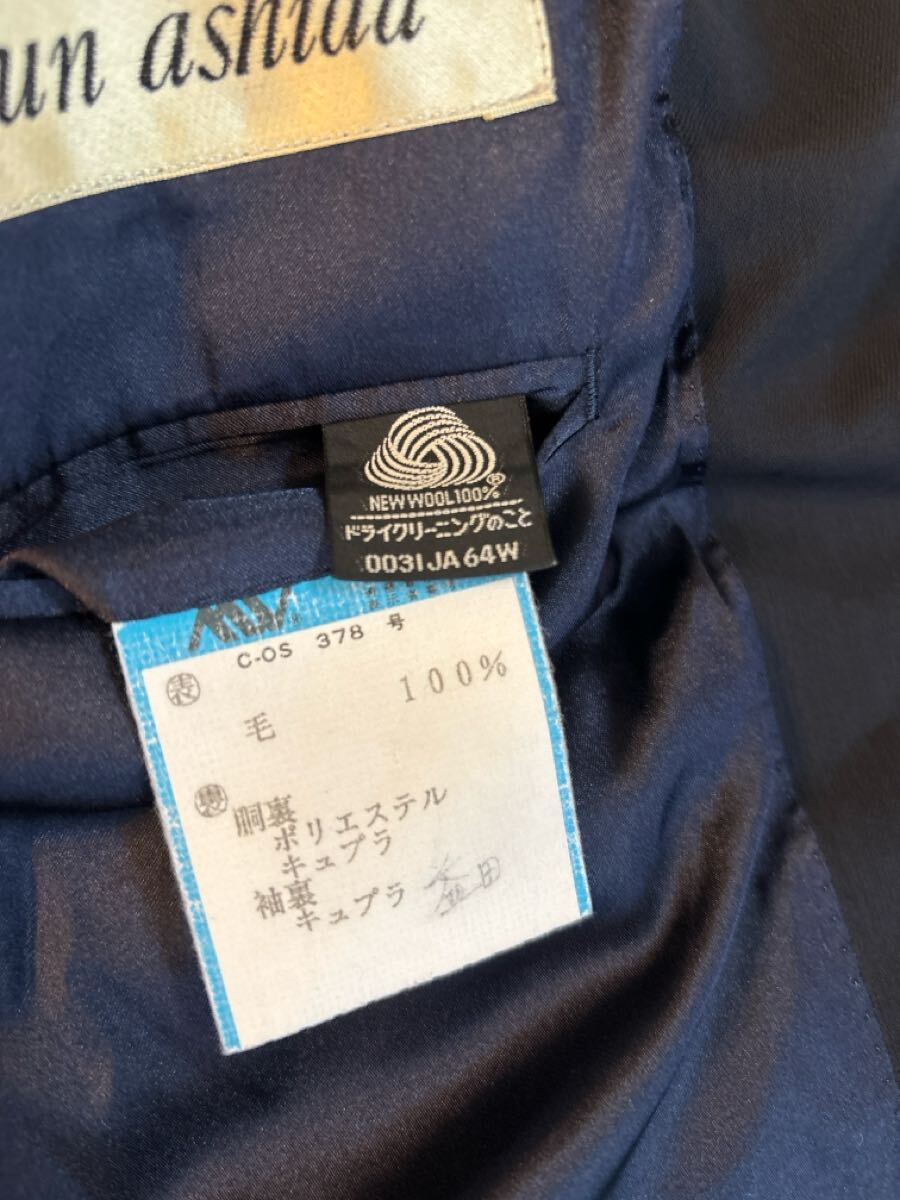 un ashida
NEW WOOL 100%®
ドライクリーニングのこと
0031JA64W
C-OS 378 号
表
毛 100%
裏
胴裏
ポリエステル
キュプラ
袖裏
キュプラ